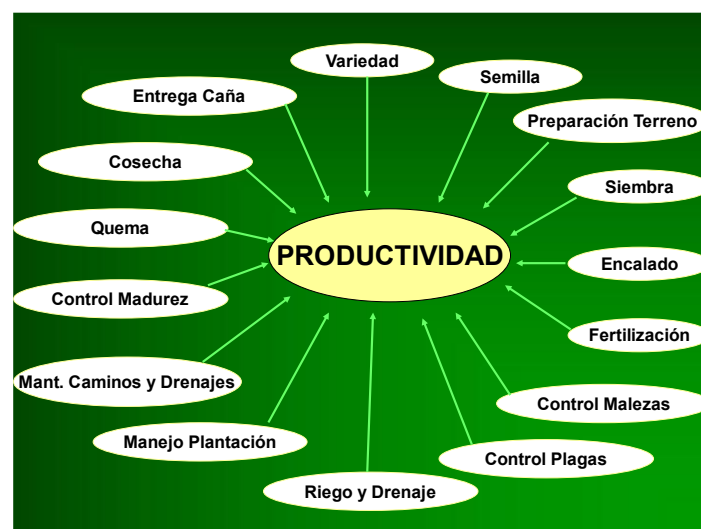 Variedad
Semilla
Entrega Caña
Preparación Terreno
Cosecha
Siembra
Quema
PRODUCTIVIDAD
Encalado
Control Madurez
Fertilización
Mant. Caminos y Drenajes
Control Malezas
Manejo Plantación
Control Plagas
Riego y Drenaje